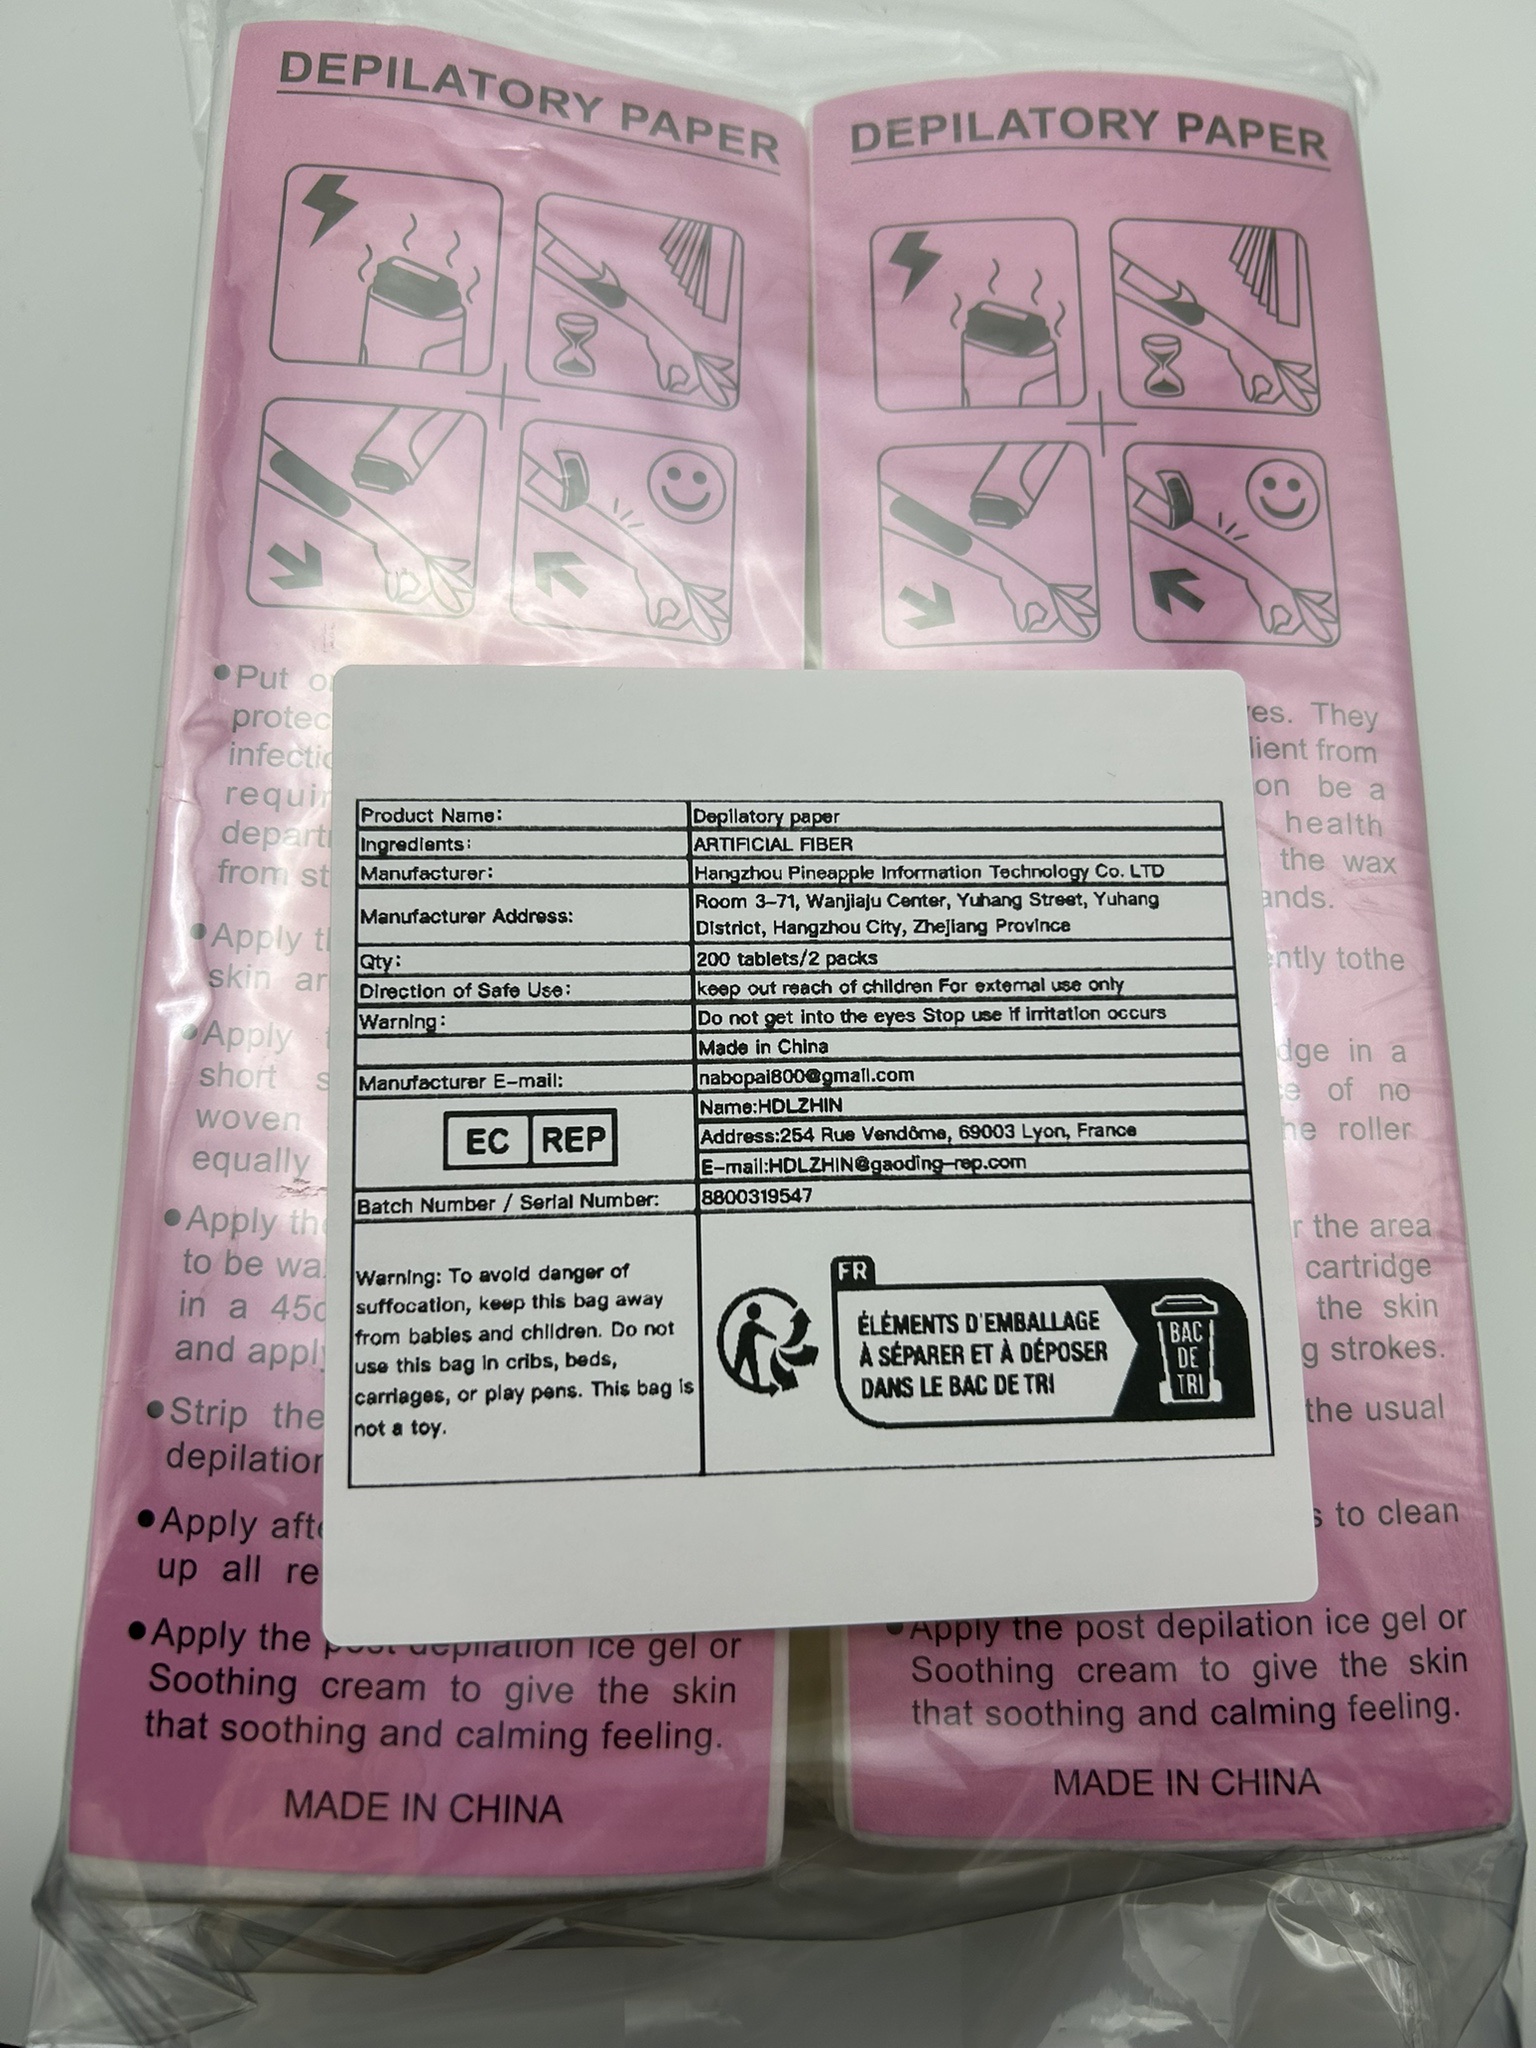 DEPILATORY PAPER
DEPILATORY PAPER
Put
protec
infectio
requir
depart
from st
Apply
skin ar
Apply
short s
woven
equally
Apply the
to be wa
in a 45
and apply
Strip the
depilation
Apply afte
up all re
Apply the post depilation ice gel or
Soothing cream to give the skin
that soothing and calming feeling.
MADE IN CHINA
es. They
ient from
on be a
health
the wax
ands.
ntly tothe
dge in a
of no
he roller
r the area
cartridge
the skin
g strokes.
the usual
s to clean
Apply the post depilation ice gel or
Soothing cream to give the skin
that soothing and calming feeling.
MADE IN CHINA
Product Name: Depilatory paper
Ingredients: ARTIFICIAL FIBER
Manufacturer: Hangzhou Pineapple Information Technology Co. LTD
Manufacturer Address: Room 3-71, Wanjiaju Center, Yuhang Street, Yuhang
District, Hangzhou City, Zhejiang Province
Qty: 200 tablets/2 packs
Direction of Safe Use: keep out reach of children For external use only
Warning: Do not get into the eyes Stop use if irritation occurs
Made in China
Manufacturer E-mail: nabopai800@gmail.com
EC REP
Name:HDLZHIN
Address:254 Rue Vendôme, 69003 Lyon, France
E-mail:HDLZHIN@gaoding-rep.com
Batch Number / Serial Number: 8800319547
Warning: To avoid danger of
suffocation, keep this bag away
from babies and children. Do not
use this bag in cribs, beds,
carriages, or play pens. This bag is
not a toy.
FR
ÉLÉMENTS D'EMBALLAGE
À SÉPARER ET À DÉPOSER
DANS LE BAC DE TRI
BAC
DE
TRI